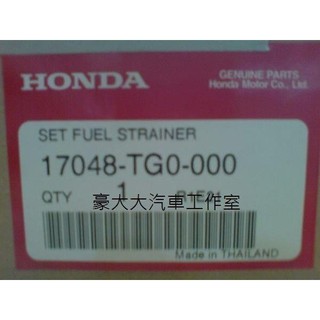 HONDA
GENUINE PARTS
Honda Motor Co., Ltd.
SET FUEL STRAINER
17048-TG0-000
QTY 1
豪大大汽車工作室
Made in THAILAND